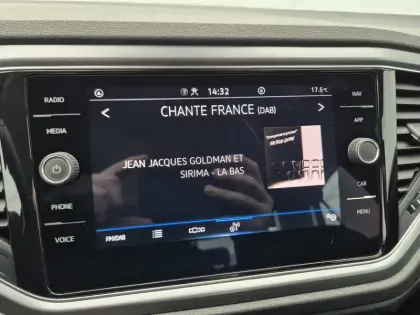 RADIO
MEDIA
PHONE
VOICE
14:32
17.5°C
CHANTE FRANCE (DAB)
JEAN JACQUES GOLDMAN ET
SIRIMA - LA BAS
FM/DAB
NAV
APP
CAR
MENU